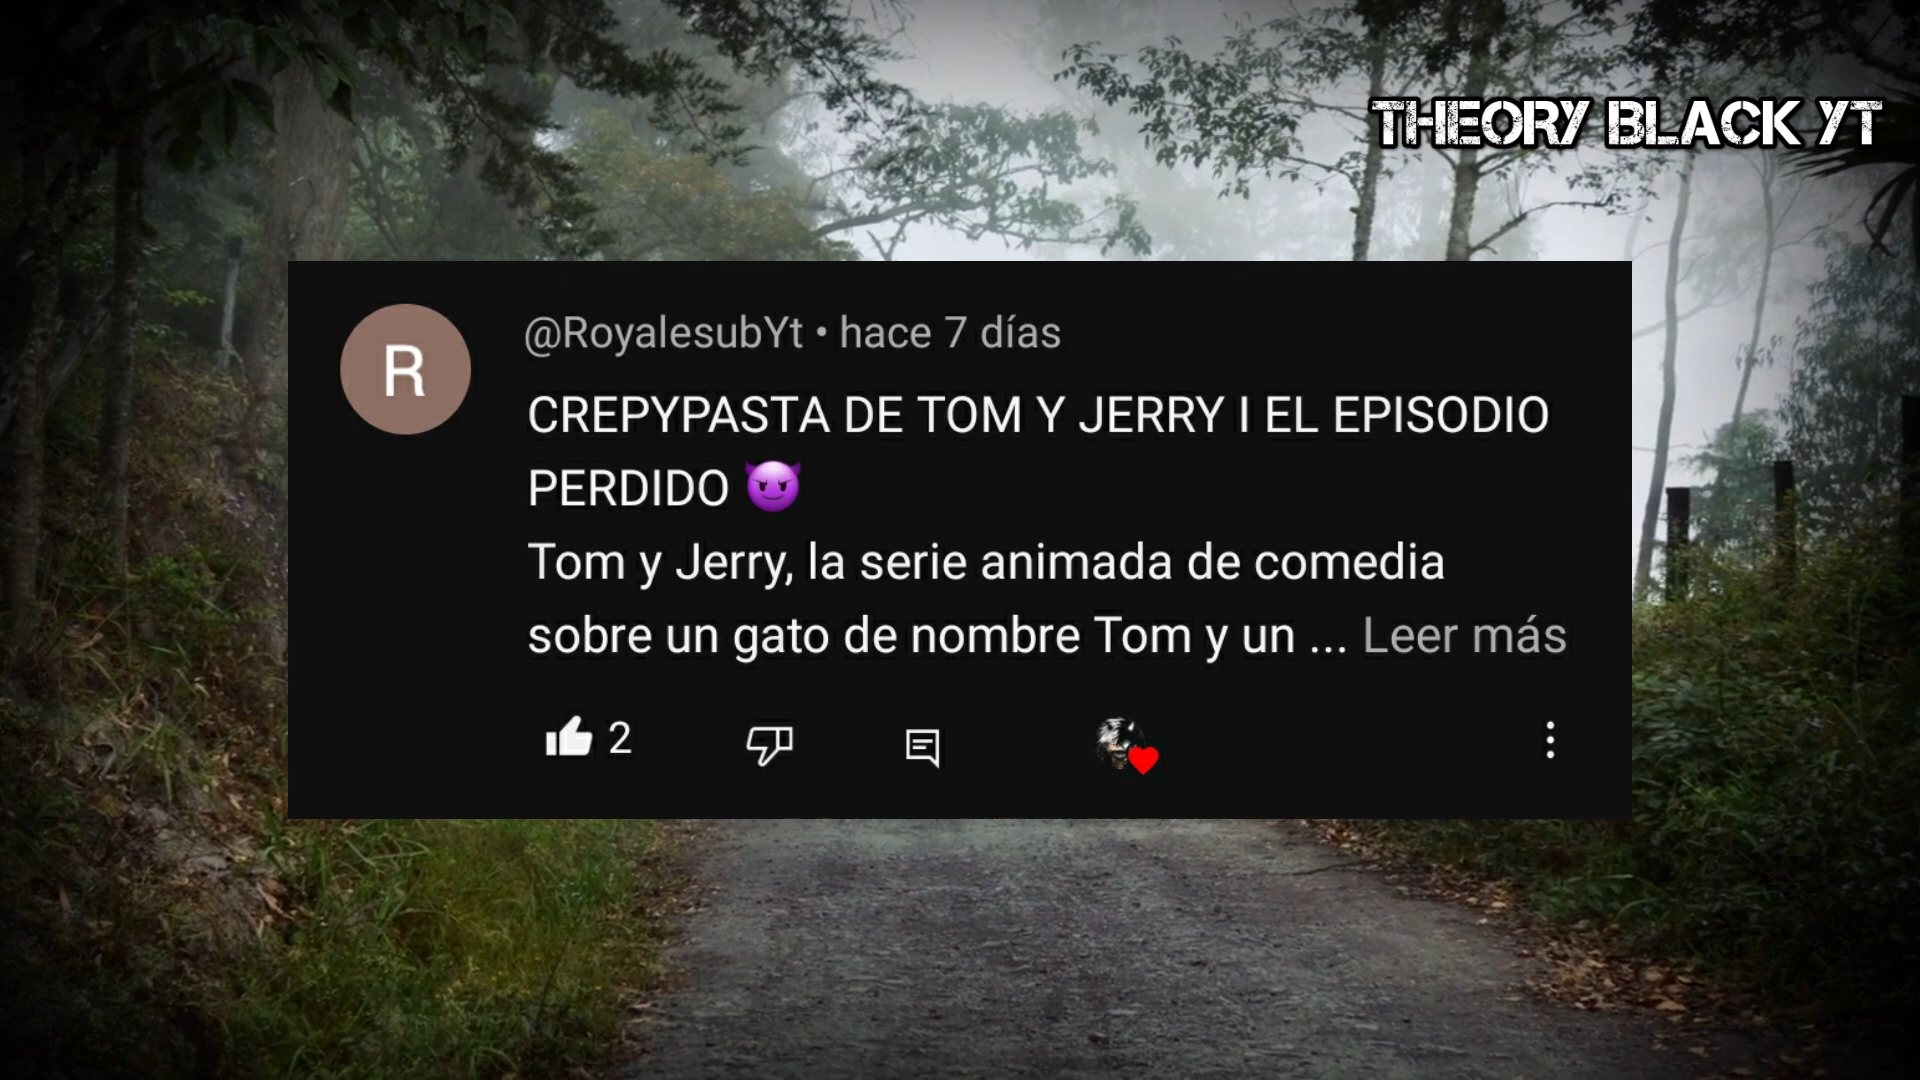 THEORY BLACK YT
R
@RoyalesubYt • hace 7 días
CREPYPASTA DE TOM Y JERRY I EL EPISODIO
PERDIDO 😈
Tom y Jerry, la serie animada de comedia
sobre un gato de nombre Tom y un ... Leer más
2